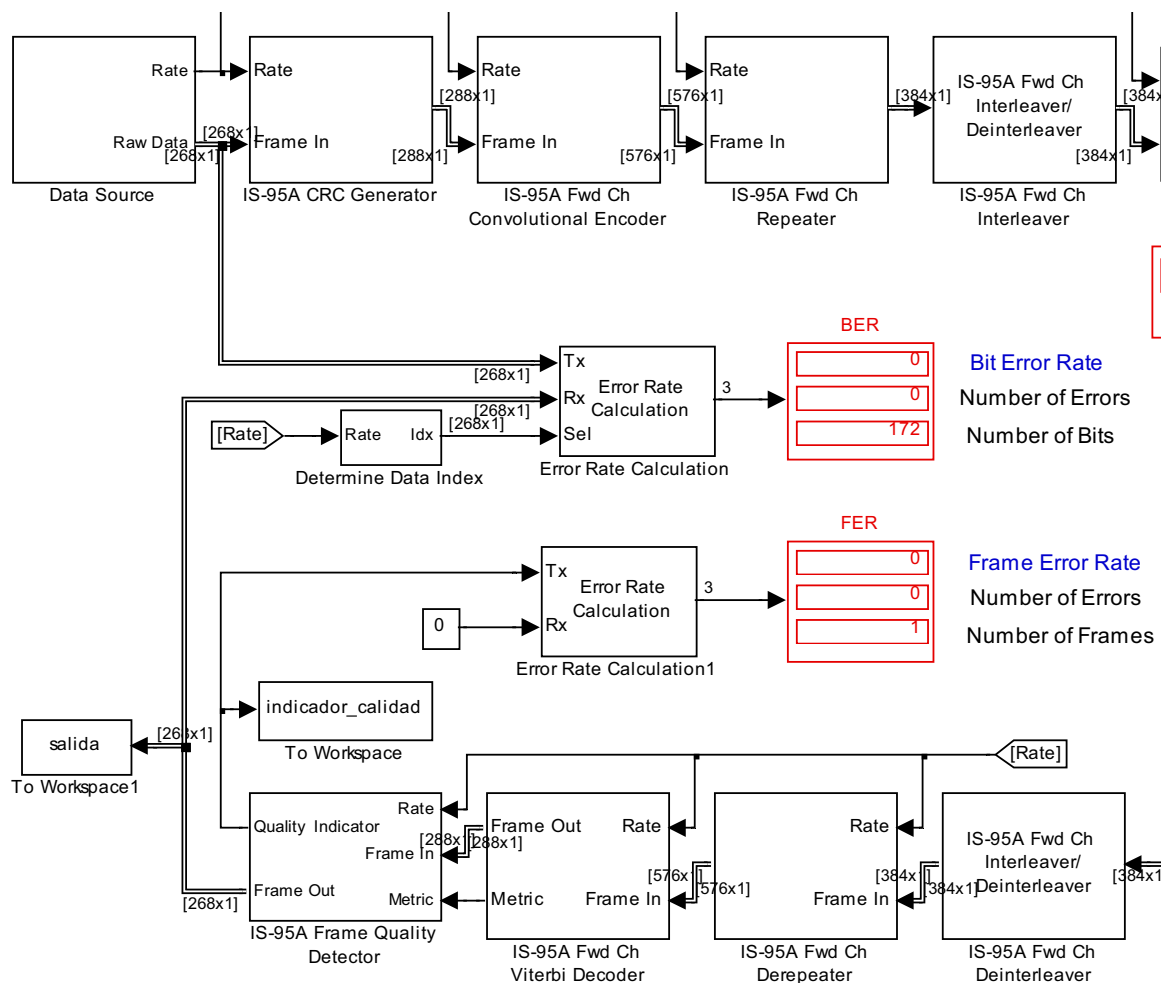 Rate
Raw Data
[268x1]
[268x1]
Data Source
Rate
Frame In
IS-95A CRC Generator
[288x1]
[288x1]
Rate
Frame In
IS-95A Fwd Ch
Convolutional Encoder
[576x1]
[576x1]
Rate
Frame In
IS-95A Fwd Ch
Repeater
[384x1]
IS-95A Fwd Ch
Interleaver/
Deinterleaver
IS-95A Fwd Ch
Interleaver
[384x
[384x1]
[268x1]
[268x1]
[Rate]
Rate
Idx
[268x1]
Determine Data Index
Tx
Rx
Sel
Error Rate
Calculation
Error Rate Calculation
3
BER
0
0
172
Bit Error Rate
Number of Errors
Number of Bits
Tx
Rx
0
Error Rate
Calculation
Error Rate Calculation1
3
FER
0
0
1
Frame Error Rate
Number of Errors
Number of Frames
indicador_calidad
To Workspace
salida
To Workspace1
[268x1]
[Rate]
Quality Indicator
Frame Out
[268x1]
Rate
Frame In
Metric
IS-95A Frame Quality
Detector
[288x1]
[288x1]
Frame Out
Metric
Rate
Frame In
IS-95A Fwd Ch
Viterbi Decoder
[576x1]
[576x1]
Rate
Frame In
IS-95A Fwd Ch
Derepeater
[384x1]
[384x1]
IS-95A Fwd Ch
Interleaver/
Deinterleaver
IS-95A Fwd Ch
Deinterleaver
[384x1